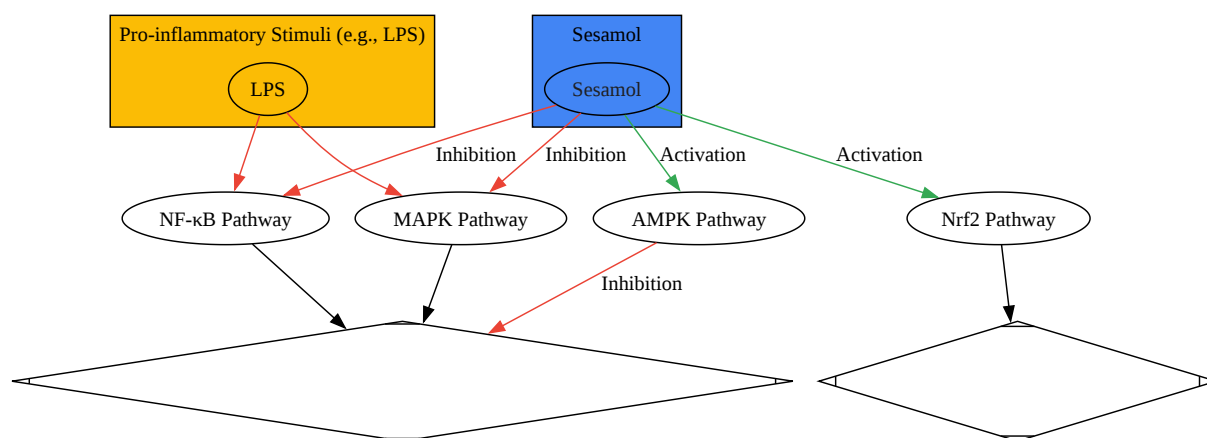 Pro-inflammatory Stimuli (e.g., LPS)
Sesamol
LPS
Sesamol
Inhibition
Inhibition
Activation
Activation
NF-κB Pathway
MAPK Pathway
AMPK Pathway
Nrf2 Pathway
Inhibition